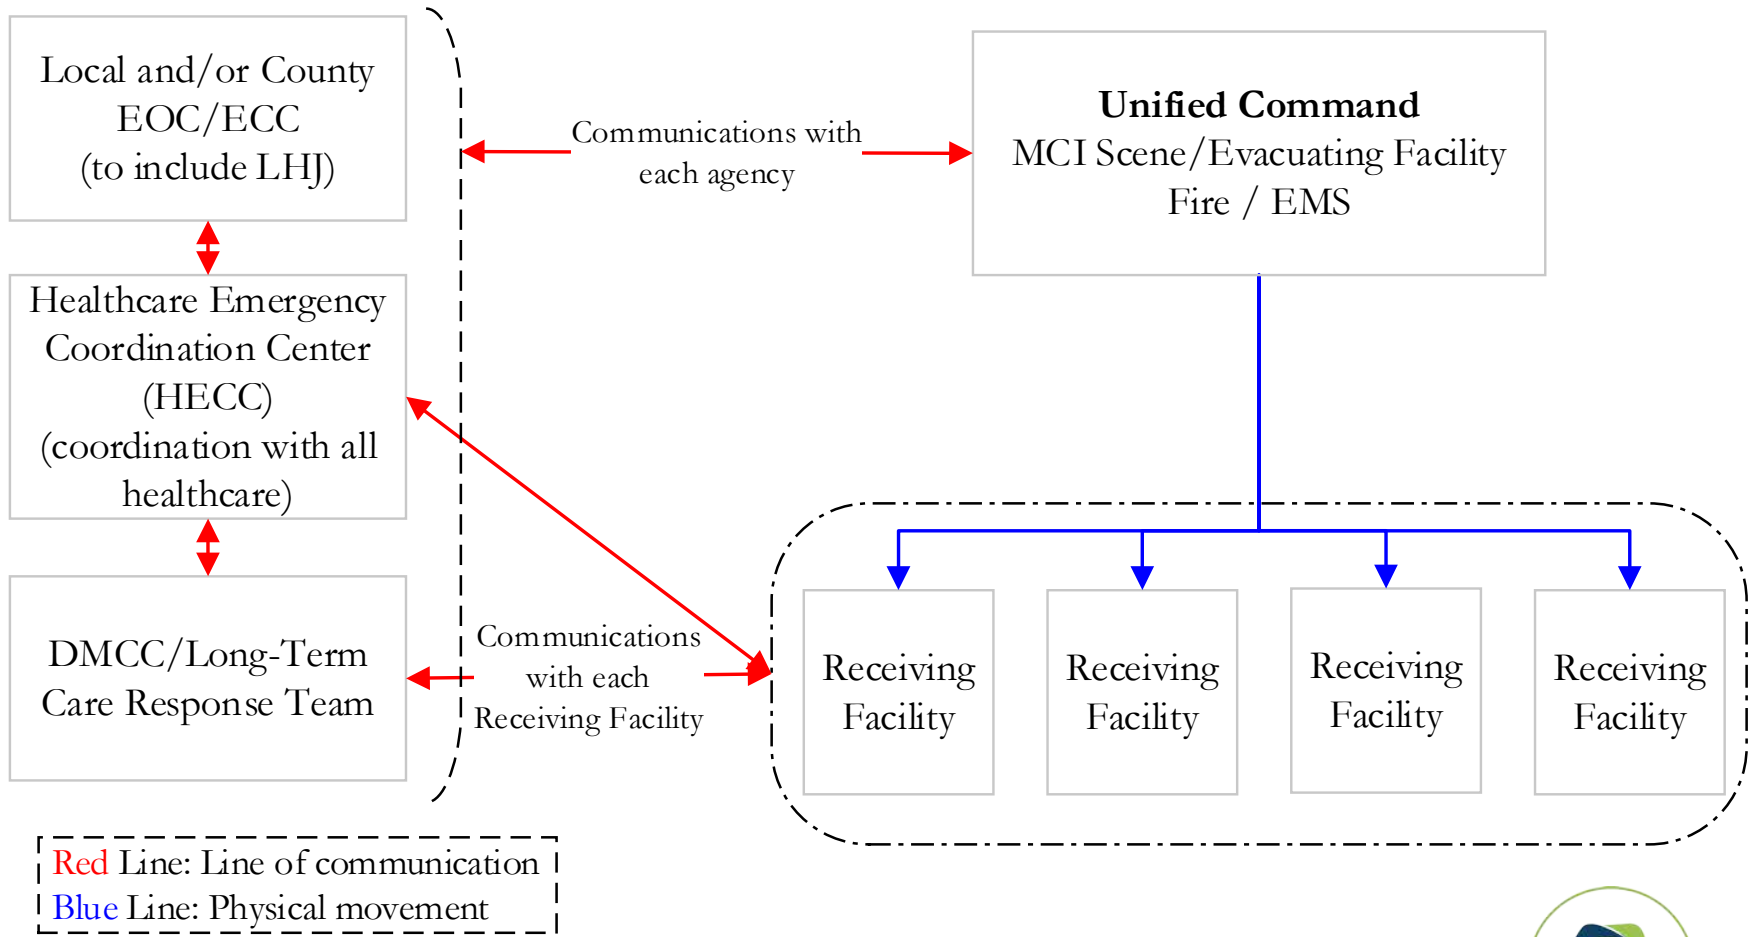 Local and/or County
EOC/ECC
(to include LHJ)
Communications with
each agency
Unified Command
MCI Scene/Evacuating Facility
Fire / EMS
Healthcare Emergency
Coordination Center
(HECC)
(coordination with all
healthcare)
DMCC/Long-Term
Care Response Team
Communications
with each
Receiving Facility
Receiving
Facility
Receiving
Facility
Receiving
Facility
Receiving
Facility
Red Line: Line of communication
Blue Line: Physical movement